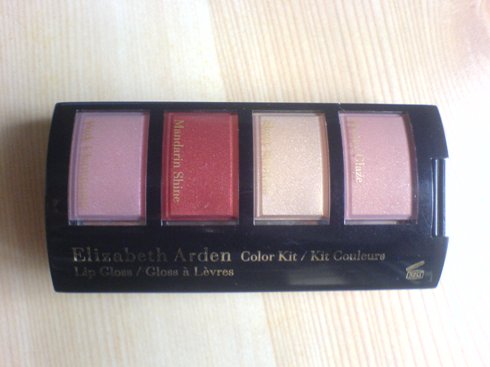 Mandarin Shine
Glaze
Elizabeth Arden Color Kit / Kit Couleurs
Lip Gloss / Gloss à Lèvres